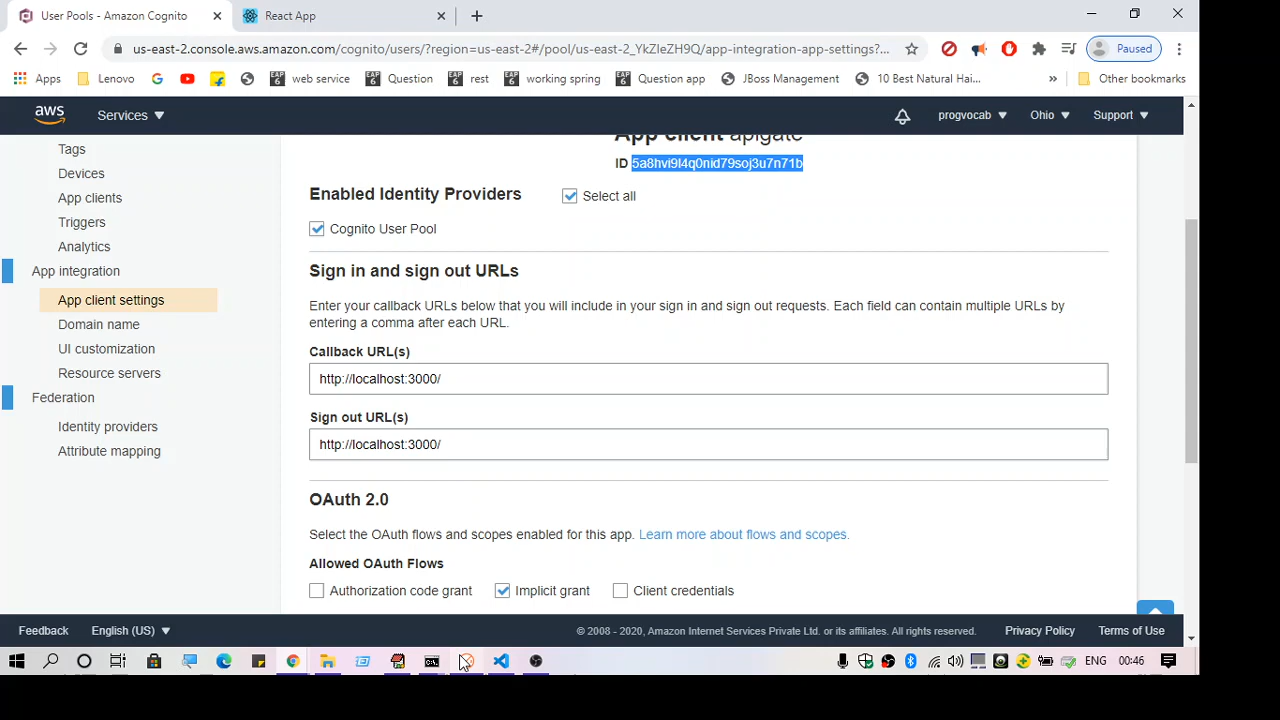 User Pools - Amazon Cognito
React App
us-east-2.console.aws.amazon.com/cognito/users/?region=us-east-2#/pool/us-east-2_YkZIeZH9Q/app-integration-app-settings?...
Paused
Apps
Lenovo
web service
Question
rest
working spring
Question app
JBoss Management
10 Best Natural Hai...
»
Other bookmarks
aws
Services
progvocab
Ohio
Support
Tags
Devices
App clients
Triggers
Analytics
App integration
App client settings
Domain name
UI customization
Resource servers
Federation
Identity providers
Attribute mapping
App client apigate
ID 5a8hvi9l4q0nid79soj3u7n71b
Enabled Identity Providers
Select all
Cognito User Pool
Sign in and sign out URLs
Enter your callback URLs below that you will include in your sign in and sign out requests. Each field can contain multiple URLs by
entering a comma after each URL.
Callback URL(s)
http://localhost:3000/
Sign out URL(s)
http://localhost:3000/
OAuth 2.0
Select the OAuth flows and scopes enabled for this app. Learn more about flows and scopes.
Allowed OAuth Flows
Authorization code grant
Implicit grant
Client credentials
Feedback
English (US)
© 2008 - 2020, Amazon Internet Services Private Ltd. or its affiliates. All rights reserved.
Privacy Policy
Terms of Use
ENG
00:46